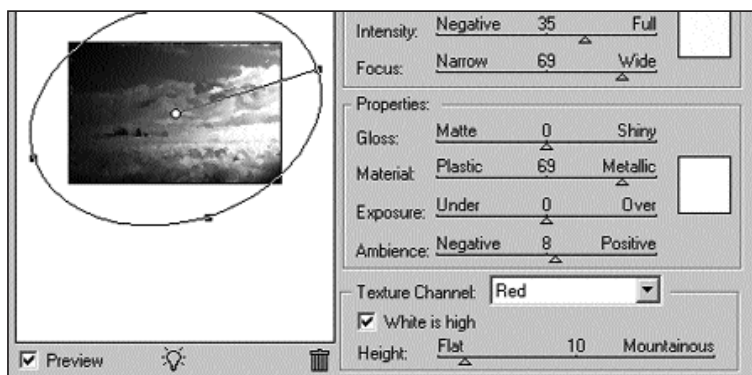 Intensity: Negative 35 Full
Focus: Narrow 69 Wide
Properties:
Gloss: Matte 0 Shiny
Material: Plastic 69 Metallic
Exposure: Under 0 Over
Ambience: Negative 8 Positive
Texture Channel: Red
White is high
Height: Flat 10 Mountainous
Preview